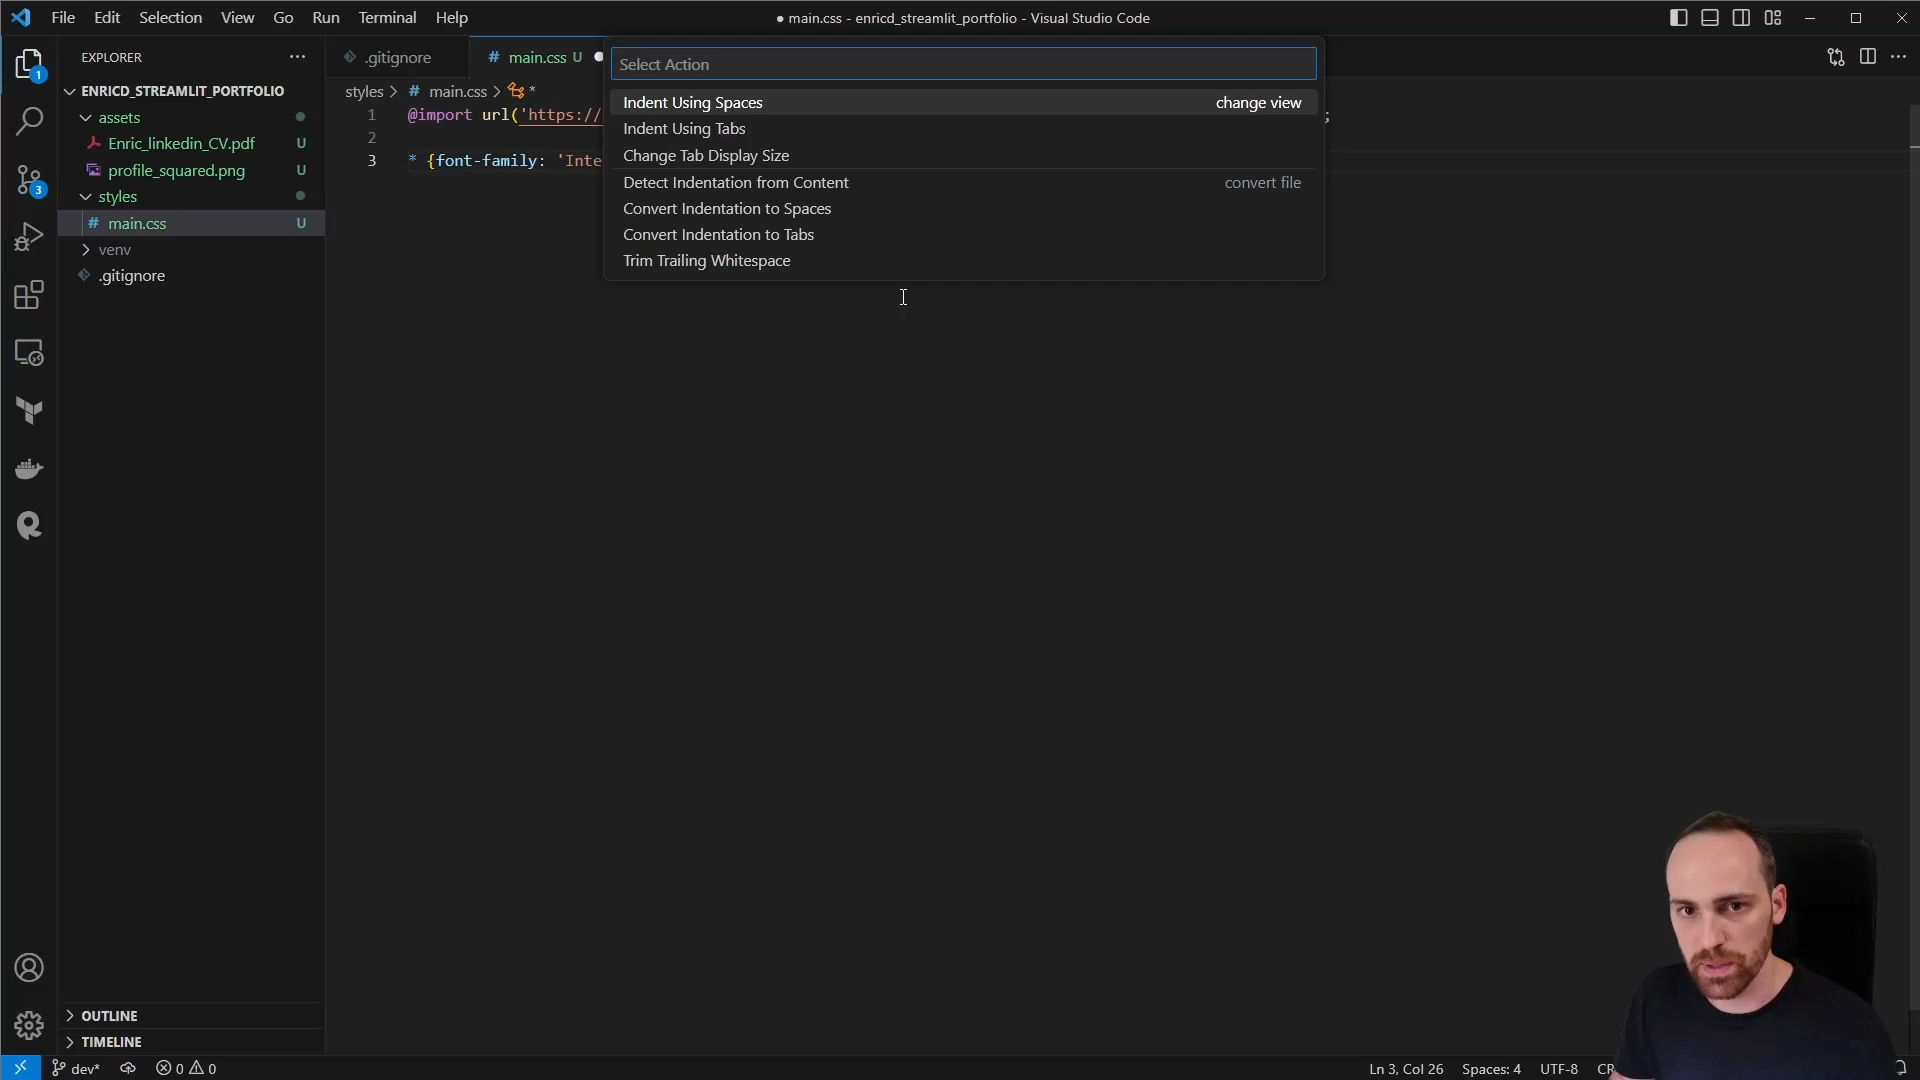 File Edit Selection View Go Run Terminal Help
● main.css - enricd_streamlit_portfolio - Visual Studio Code
EXPLORER
ENRICD_STREAMLIT_PORTFOLIO
assets
Enric_linkedin_CV.pdf U
profile_squared.png U
styles
# main.css U
venv
.gitignore
OUTLINE
TIMELINE
1
3
.gitignore
# main.css U
styles > # main.css > *
1 @import url('https:// ;
2
3 * {font-family: 'Inte
Select Action
Indent Using Spaces change view
Indent Using Tabs
Change Tab Display Size
Detect Indentation from Content convert file
Convert Indentation to Spaces
Convert Indentation to Tabs
Trim Trailing Whitespace
dev* 0 0
Ln 3, Col 26 Spaces: 4 UTF-8 CR